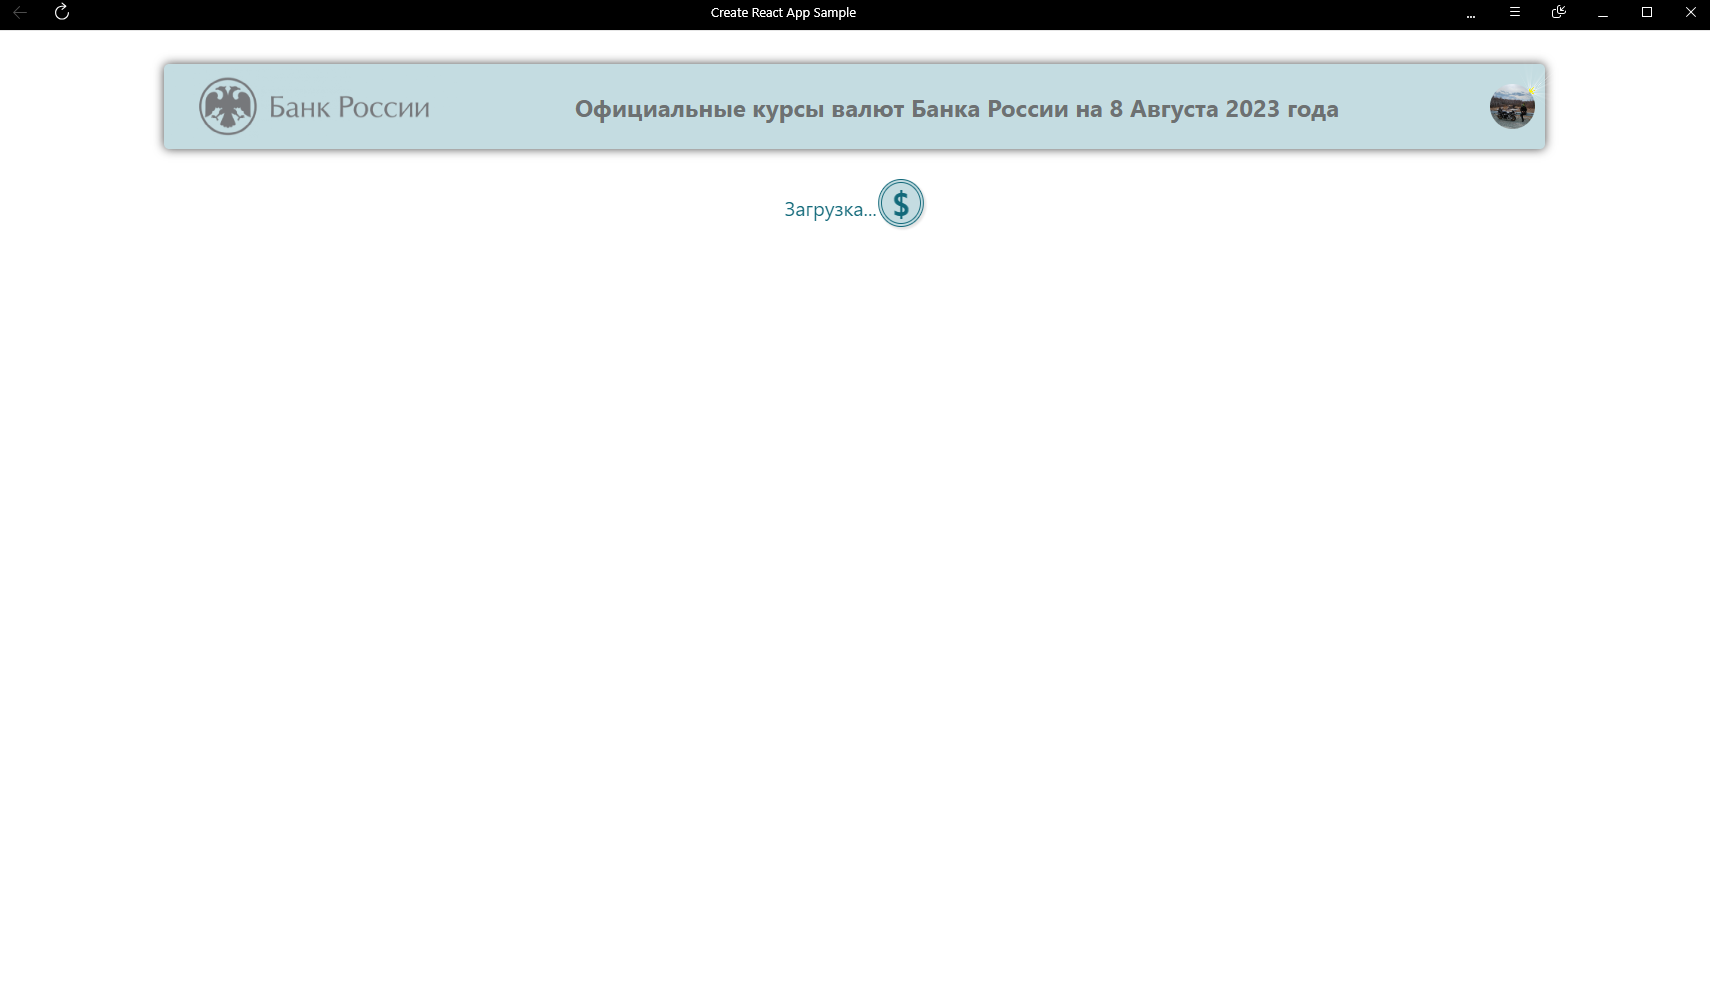 Create React App Sample
Банк России
Официальные курсы валют Банка России на 8 Августа 2023 года
Загрузка...
$